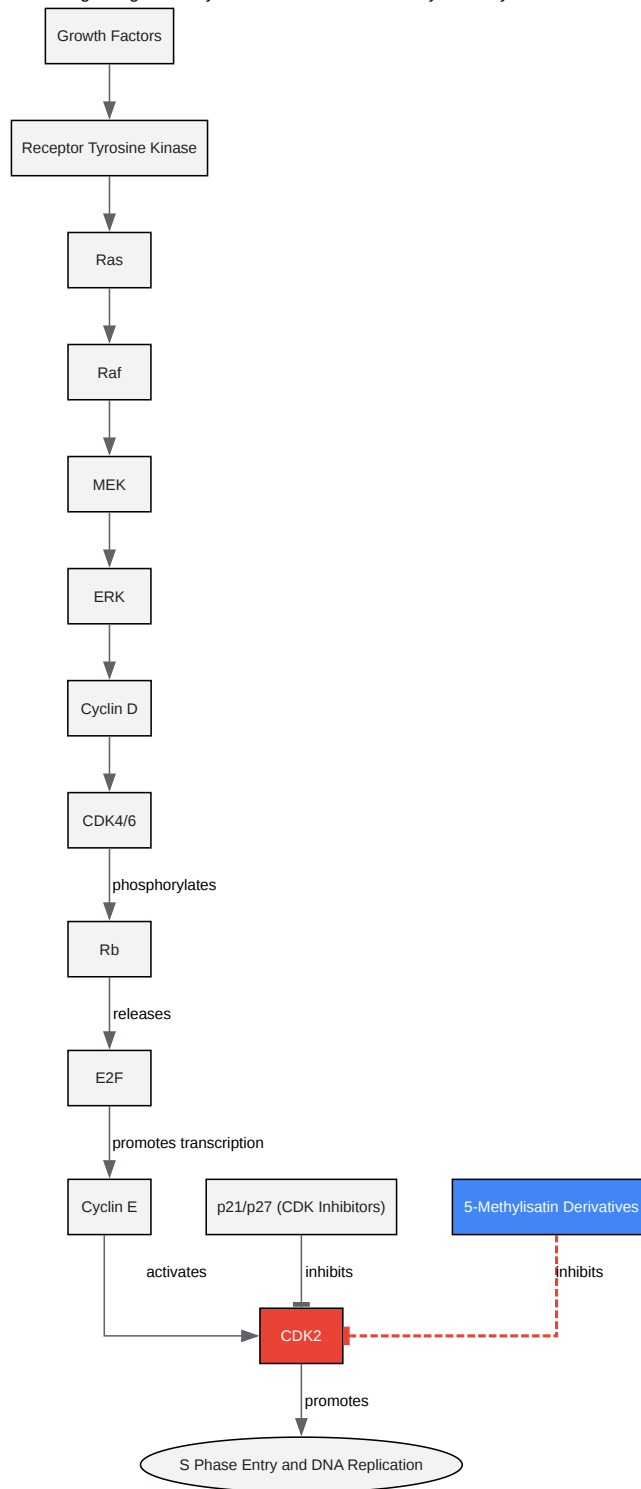 Growth Factors
Receptor Tyrosine Kinase
Ras
Raf
MEK
ERK
Cyclin D
CDK4/6
phosphorylates
Rb
releases
E2F
promotes transcription
Cyclin E
p21/p27 (CDK Inhibitors)
5-Methylisatin Derivatives
activates
inhibits
inhibits
CDK2
promotes
S Phase Entry and DNA Replication